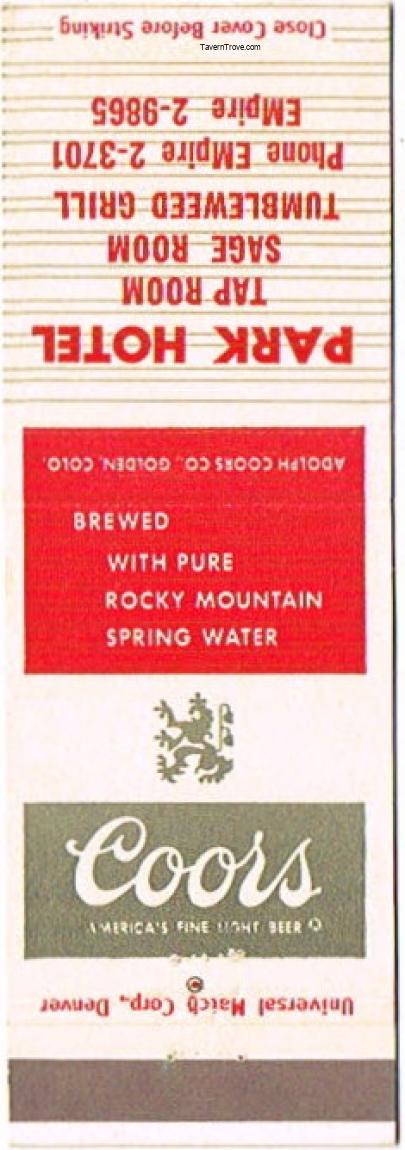 Close Cover Before Striking
TavernTrove.com
EMpire 2-9865
Phone EMpire 2-3701
TUMBLEWEED GRILL
SAGE ROOM
TAP ROOM
PARK HOTEL
ADOLPH COORS CO., GOLDEN, COLO.
BREWED
WITH PURE
ROCKY MOUNTAIN
SPRING WATER
Coors
AMERICA'S FINE LIGHT BEER
©
Universal Match Corp., Denver